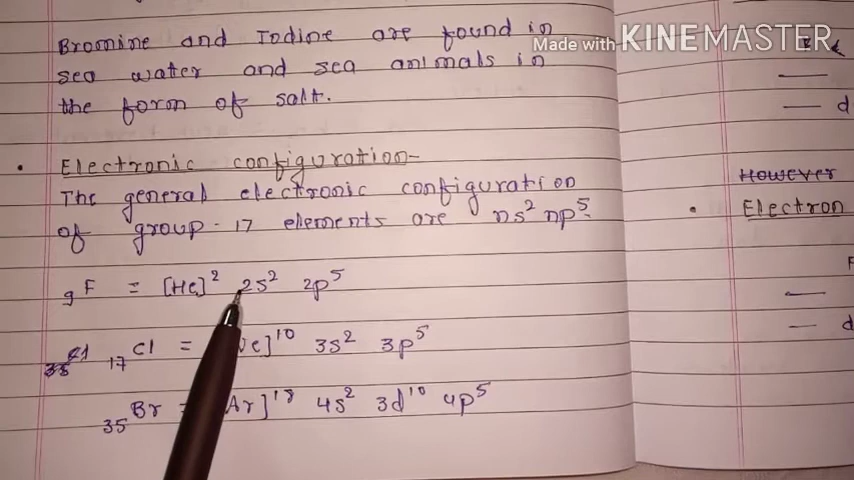 Made with KINEMASTER
Bromine and Iodine are found in
sea water and sea animals in
the form of salt.
• Electronic configuration-
The general electronic configuration
of group-17 elements are ns² np⁵.
₉F = [He]² 2s² 2p⁵
₁₇Cl = 3s² 3p⁵
₃₅Br = Ar]¹⁸ 4s² 3d¹⁰ 4p⁵
— d
However
• Electron
F
—
— d